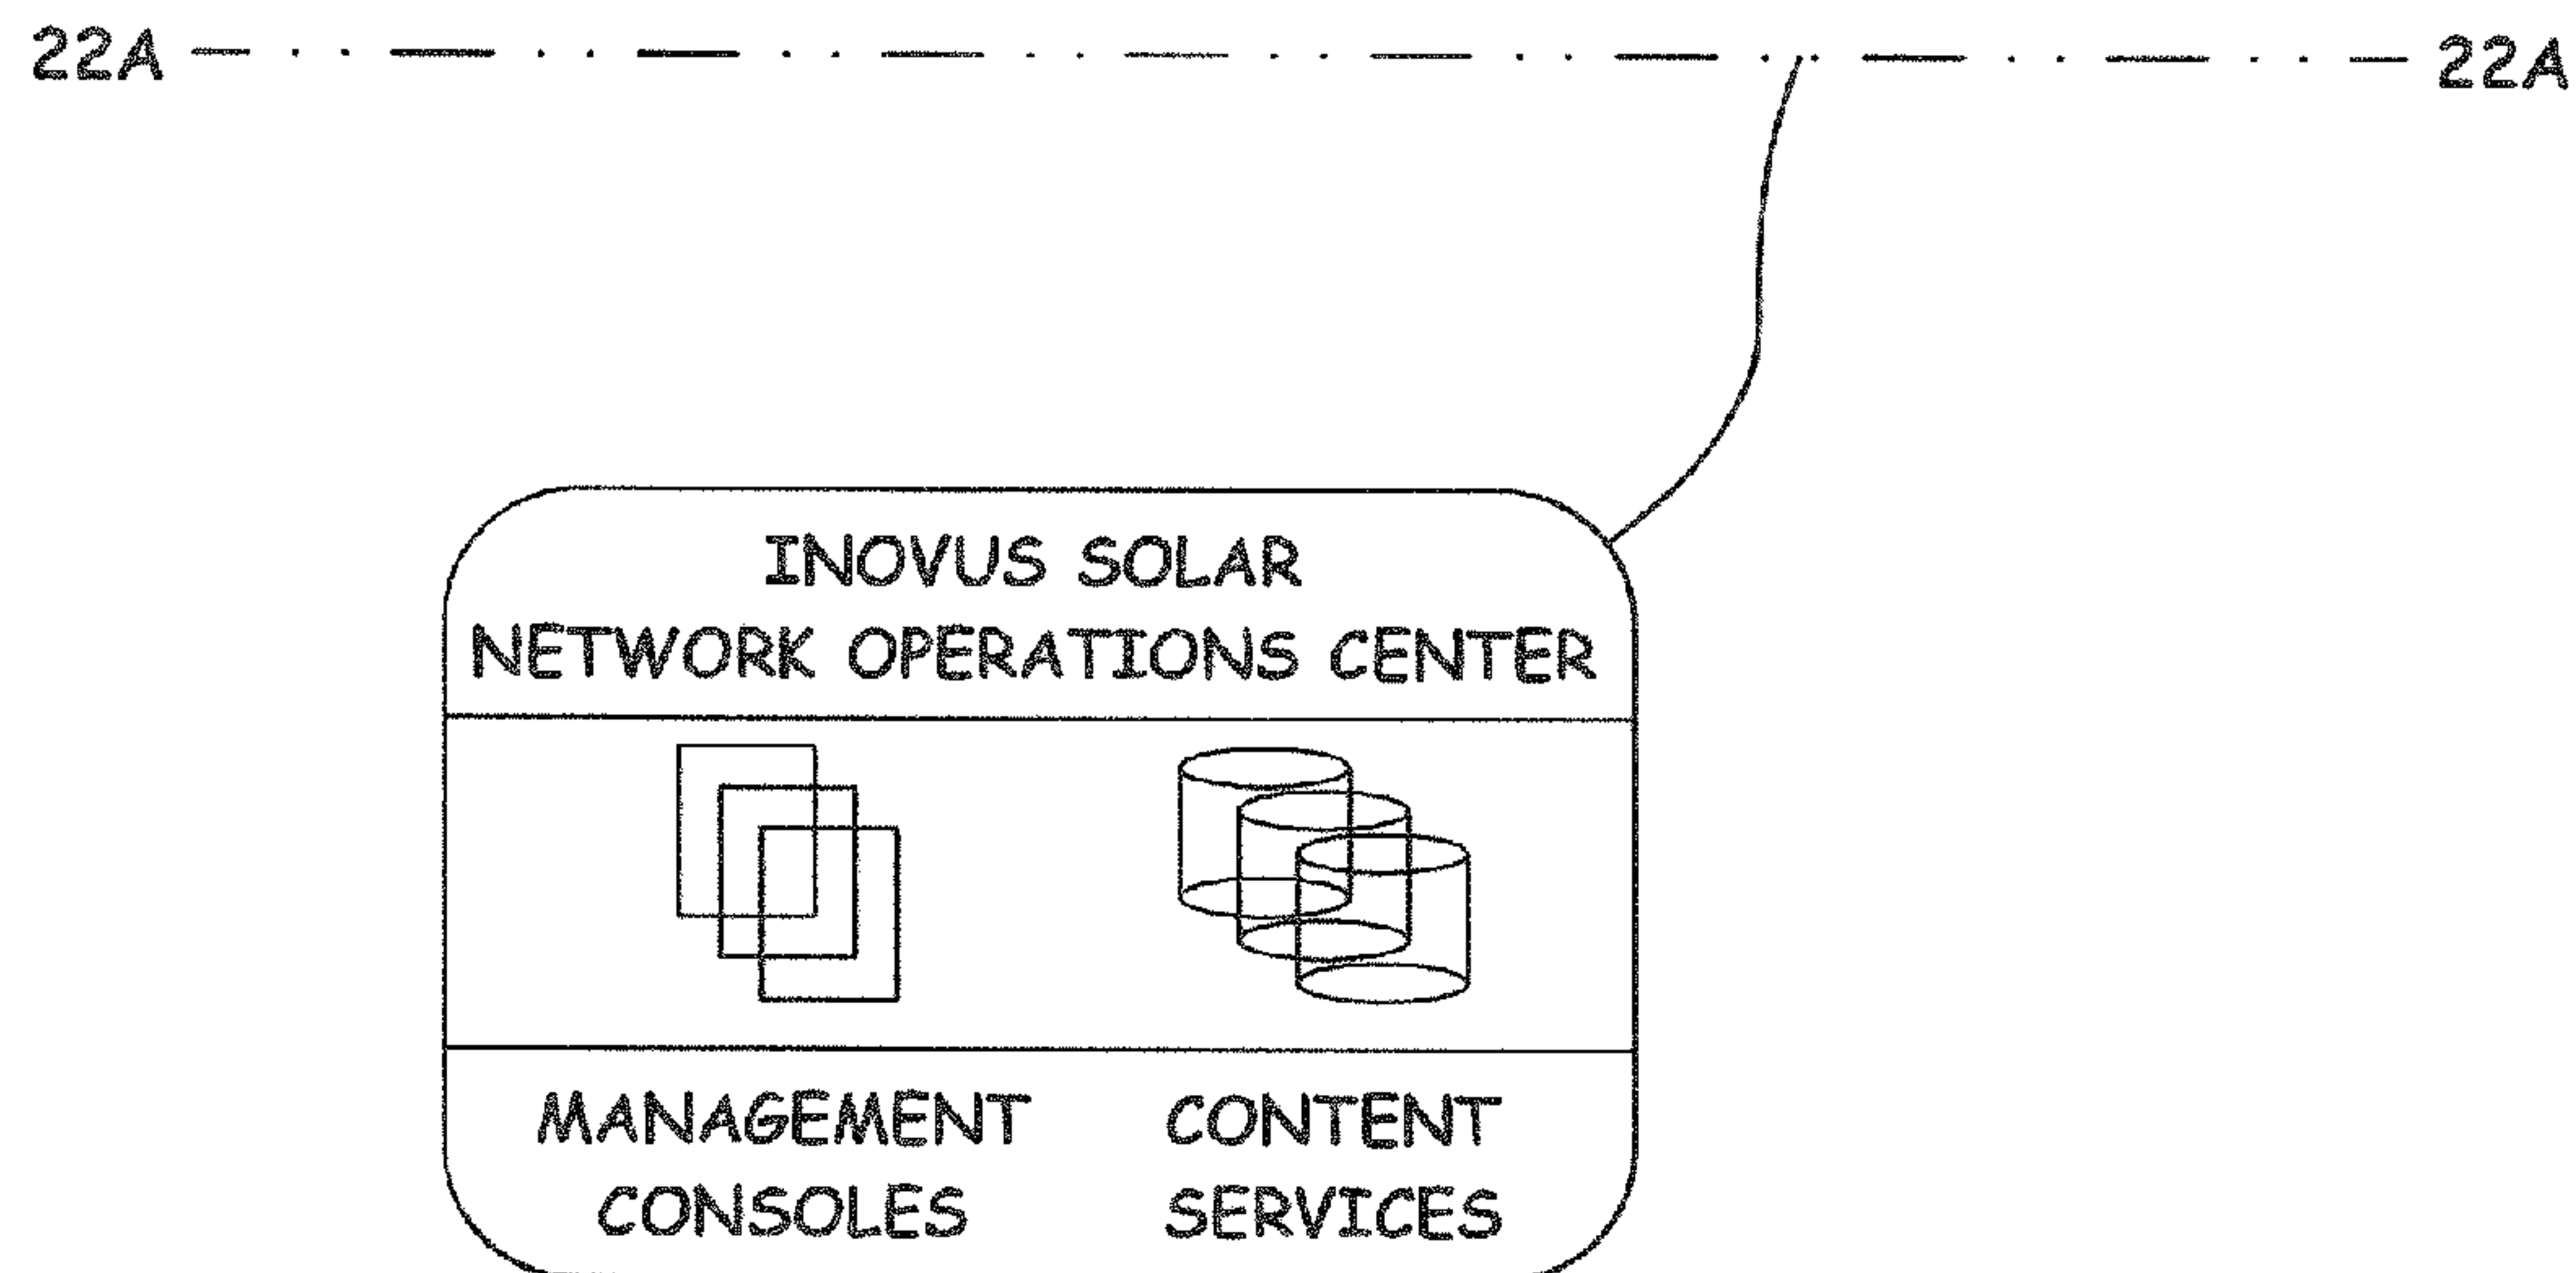 22A 22A
INOVUS SOLAR
NETWORK OPERATIONS CENTER
MANAGEMENT CONTENT
CONSOLES SERVICES